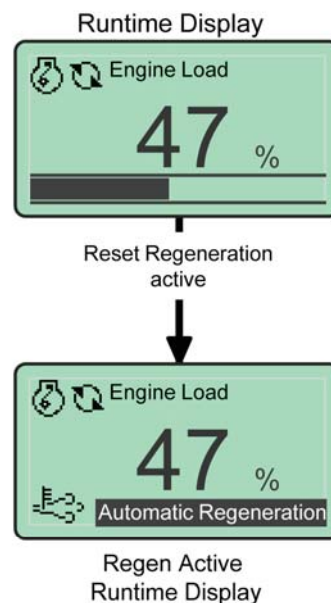 Runtime Display
Engine Load
47 %
Reset Regeneration
active
Engine Load
47 %
Automatic Regeneration
Regen Active
Runtime Display